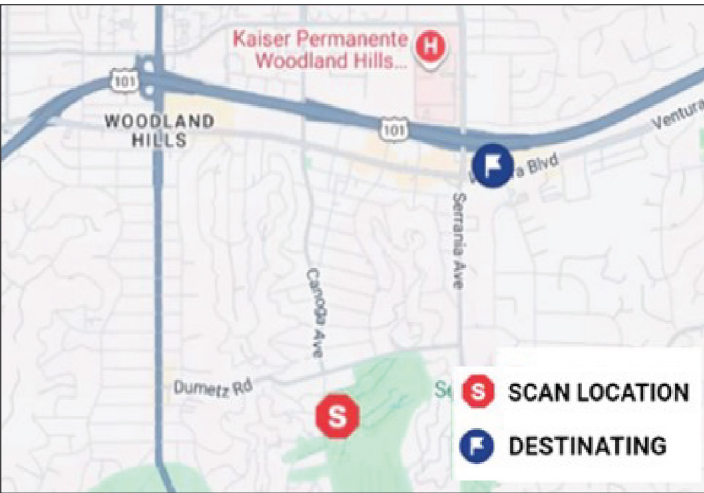 Kaiser Permanente
Woodland Hills...
H
101
WOODLAND
HILLS
101
Ventura
a Blvd
Serrania Ave
Canoga Ave
Dumetz Rd
S
Se
S SCAN LOCATION
DESTINATING